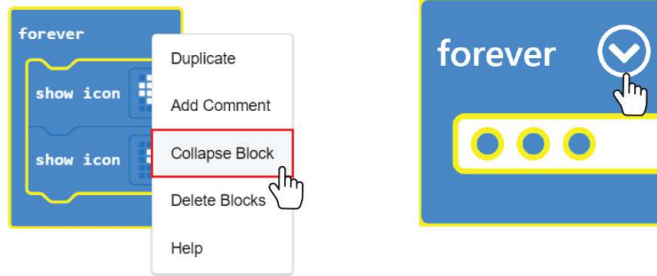 forever
show icon
show icon
Duplicate
Add Comment
Collapse Block
Delete Blocks
Help
forever